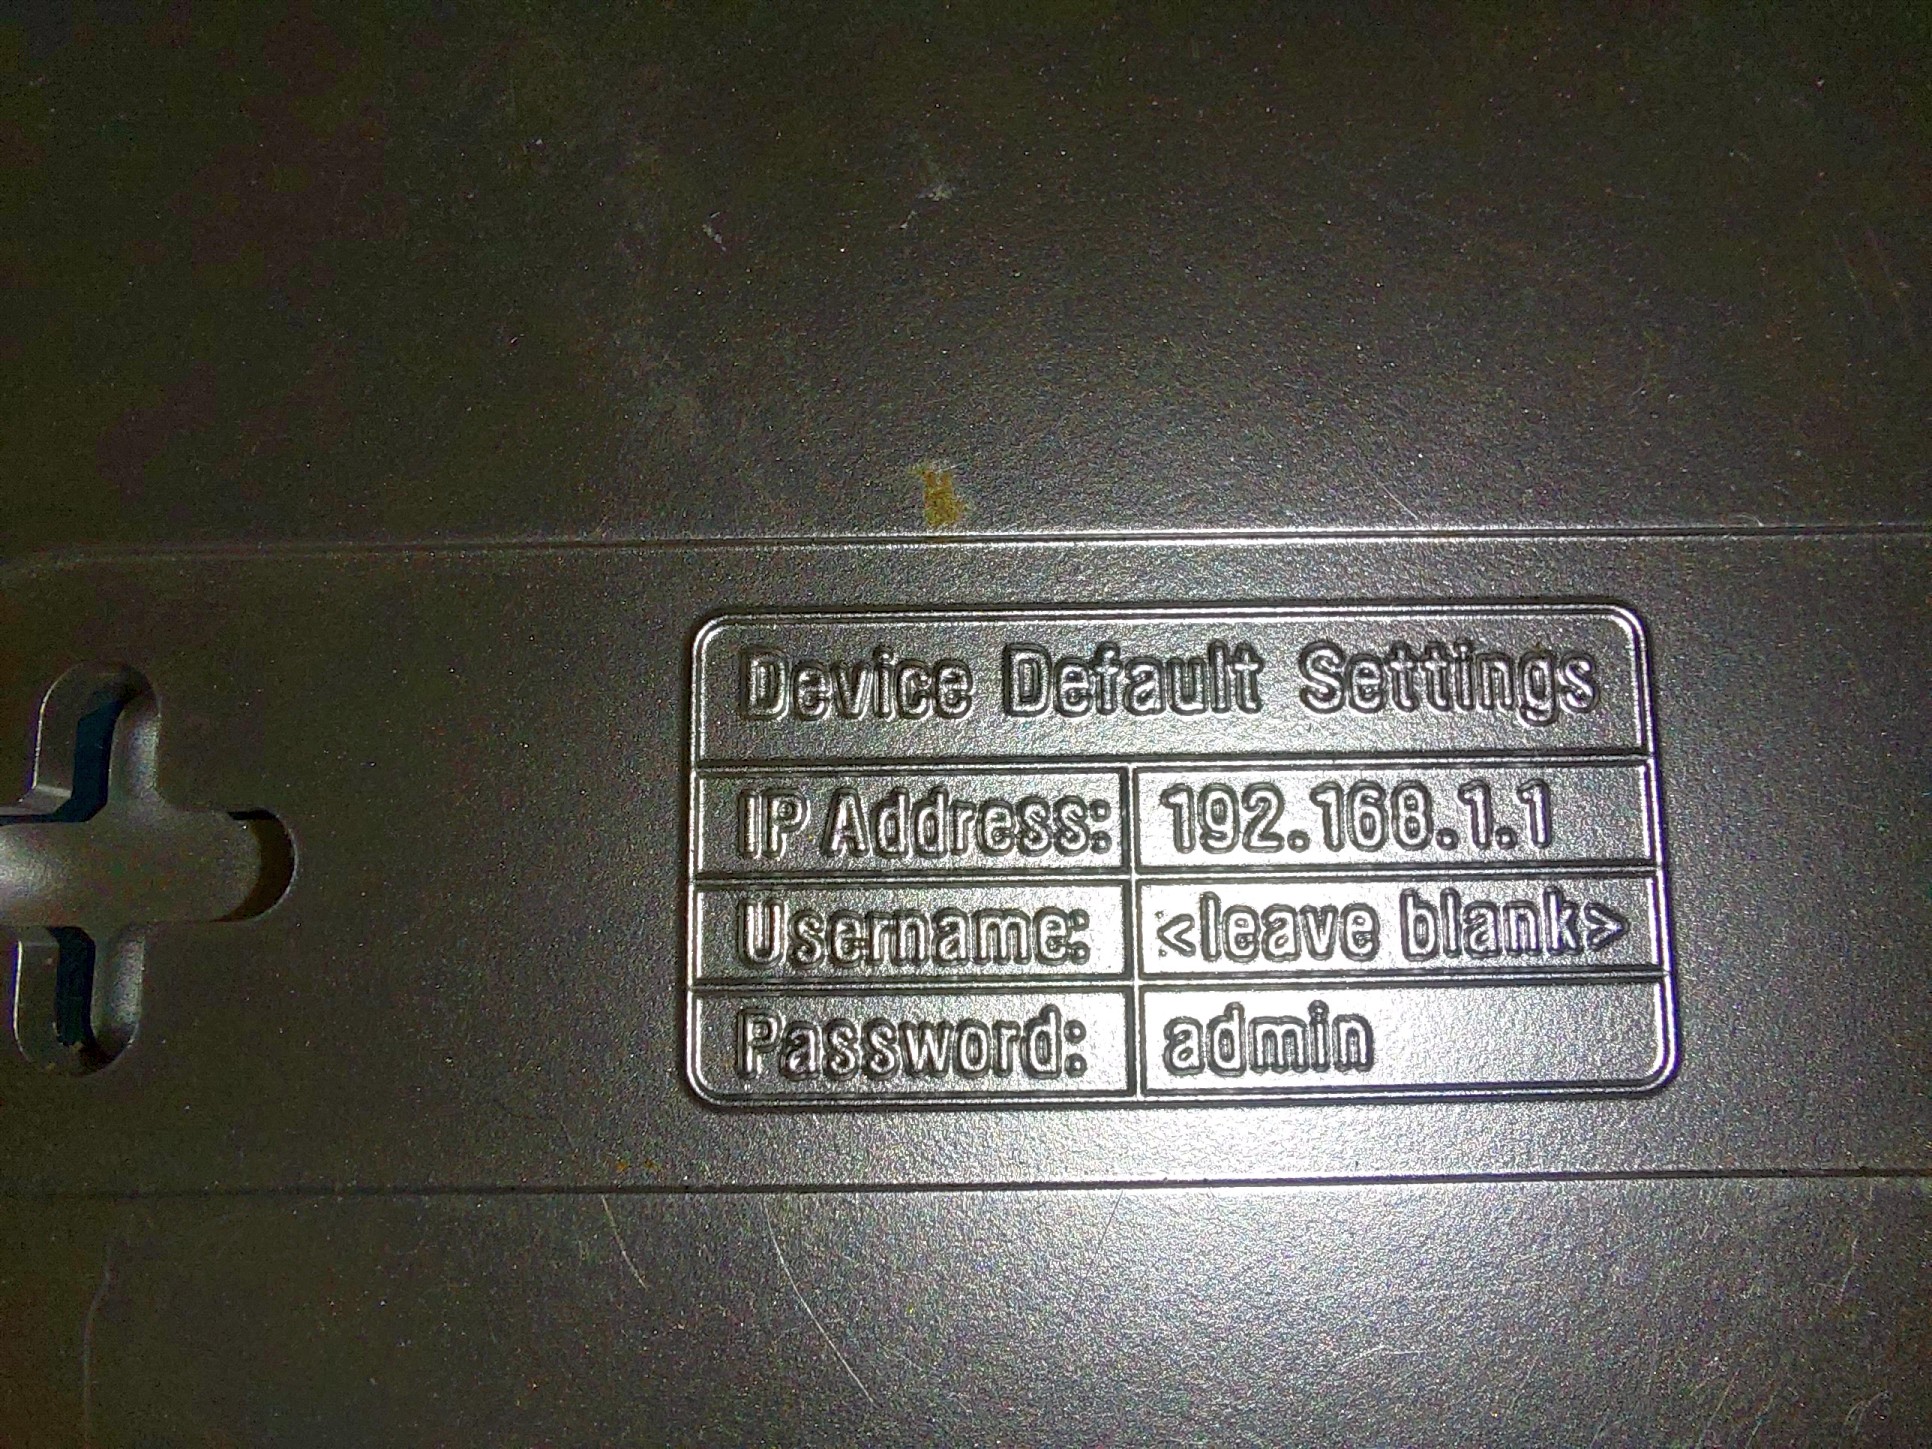 Device Default Settings
IP Address: 192.168.1.1
Username: <leave blank>
Password: admin